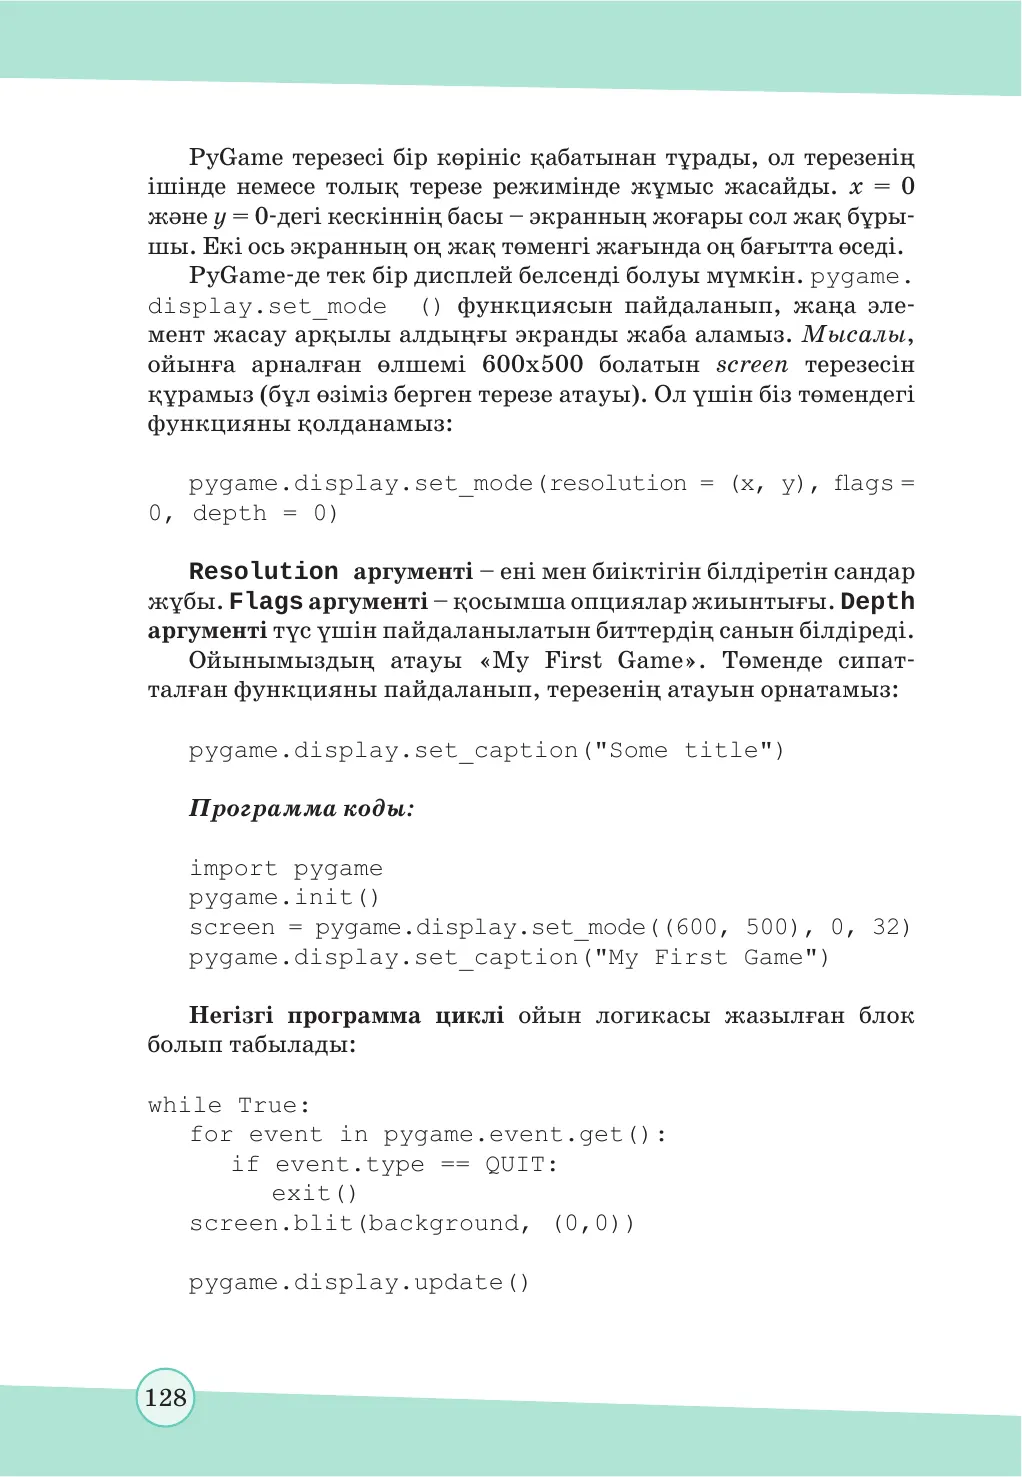 PyGame терезесі бір көрініс қабатынан тұрады, ол терезенің
ішінде немесе толық терезе режимінде жұмыс жасайды. x = 0
және y = 0-дегі кескіннің басы – экранның жоғары сол жақ бұры-
шы. Екі ось экранның оң жақ төменгі жағында оң бағытта өседі.
PyGame-де тек бір дисплей белсенді болуы мүмкін. pygame.
display.set_mode () функциясын пайдаланып, жаңа эле-
мент жасау арқылы алдыңғы экранды жаба аламыз. Мысалы,
ойынға арналған өлшемі 600x500 болатын screen терезесін
құрамыз (бұл өзіміз берген терезе атауы). Ол үшін біз төмендегі
функцияны қолданамыз:
pygame.display.set_mode(resolution = (x, y), flags =
0, depth = 0)
Resolution аргументі – ені мен биіктігін білдіретін сандар
жұбы. Flags аргументі – қосымша опциялар жиынтығы. Depth
аргументі түс үшін пайдаланылатын биттердің санын білдіреді.
Ойынымыздың атауы «My First Game». Төменде сипат-
талған функцияны пайдаланып, терезенің атауын орнатамыз:
pygame.display.set_caption("Some title")
Программа коды:
import pygame
pygame.init()
screen = pygame.display.set_mode((600, 500), 0, 32)
pygame.display.set_caption("My First Game")
Негізгі программа циклі ойын логикасы жазылған блок
болып табылады:
while True:
for event in pygame.event.get():
if event.type == QUIT:
exit()
screen.blit(background, (0,0))
pygame.display.update()
128